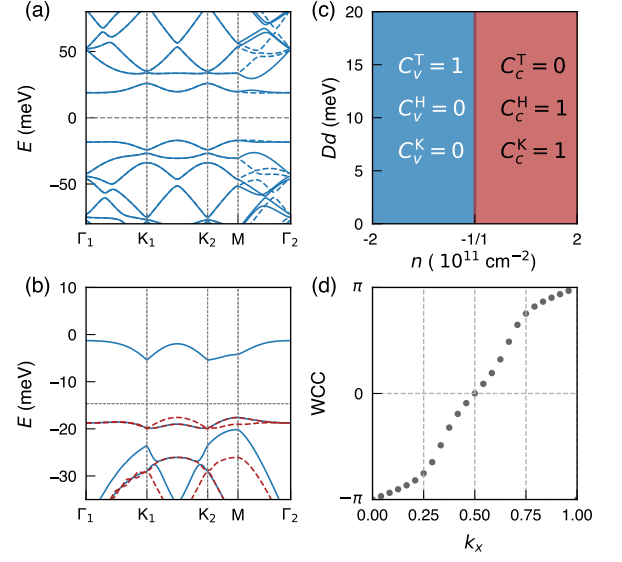 (a)
50
0
−50
E (meV)
Γ₁ K₁ K₂ M Γ₂
(c)
20
15
10
5
0
Dd (meV)
C_v^T = 1
C_v^H = 0
C_v^K = 0
C_c^T = 0
C_c^H = 1
C_c^K = 1
-2 -1/1 2
n ( 10¹¹ cm⁻²)
(b)
10
0
−10
−20
−30
E (meV)
Γ₁ K₁ K₂ M Γ₂
(d)
π
0
−π
WCC
0.00 0.25 0.50 0.75 1.00
k_x